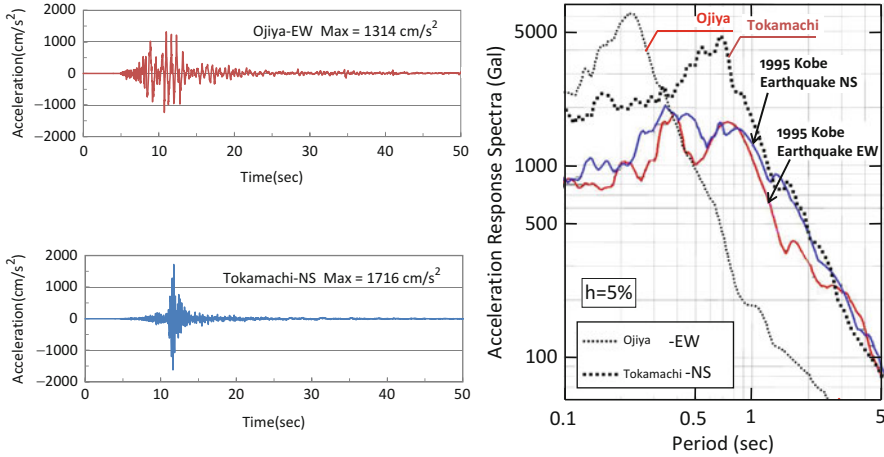 Ojiya-EW Max = 1314 cm/s²
Acceleration(cm/s²)
2000
1000
0
−1000
−2000
0
10
20
30
40
50
Time(sec)
Tokamachi-NS Max = 1716 cm/s²
Acceleration(cm/s²)
2000
1000
0
−1000
−2000
0
10
20
30
40
50
Time(sec)
Acceleration Response Spectra (Gal)
5000
1000
500
100
Ojiya
Tokamachi
1995 Kobe
Earthquake NS
1995 Kobe
Earthquake EW
h=5%
Ojiya -EW
Tokamachi -NS
0.1
0.5
1
5
Period (sec)